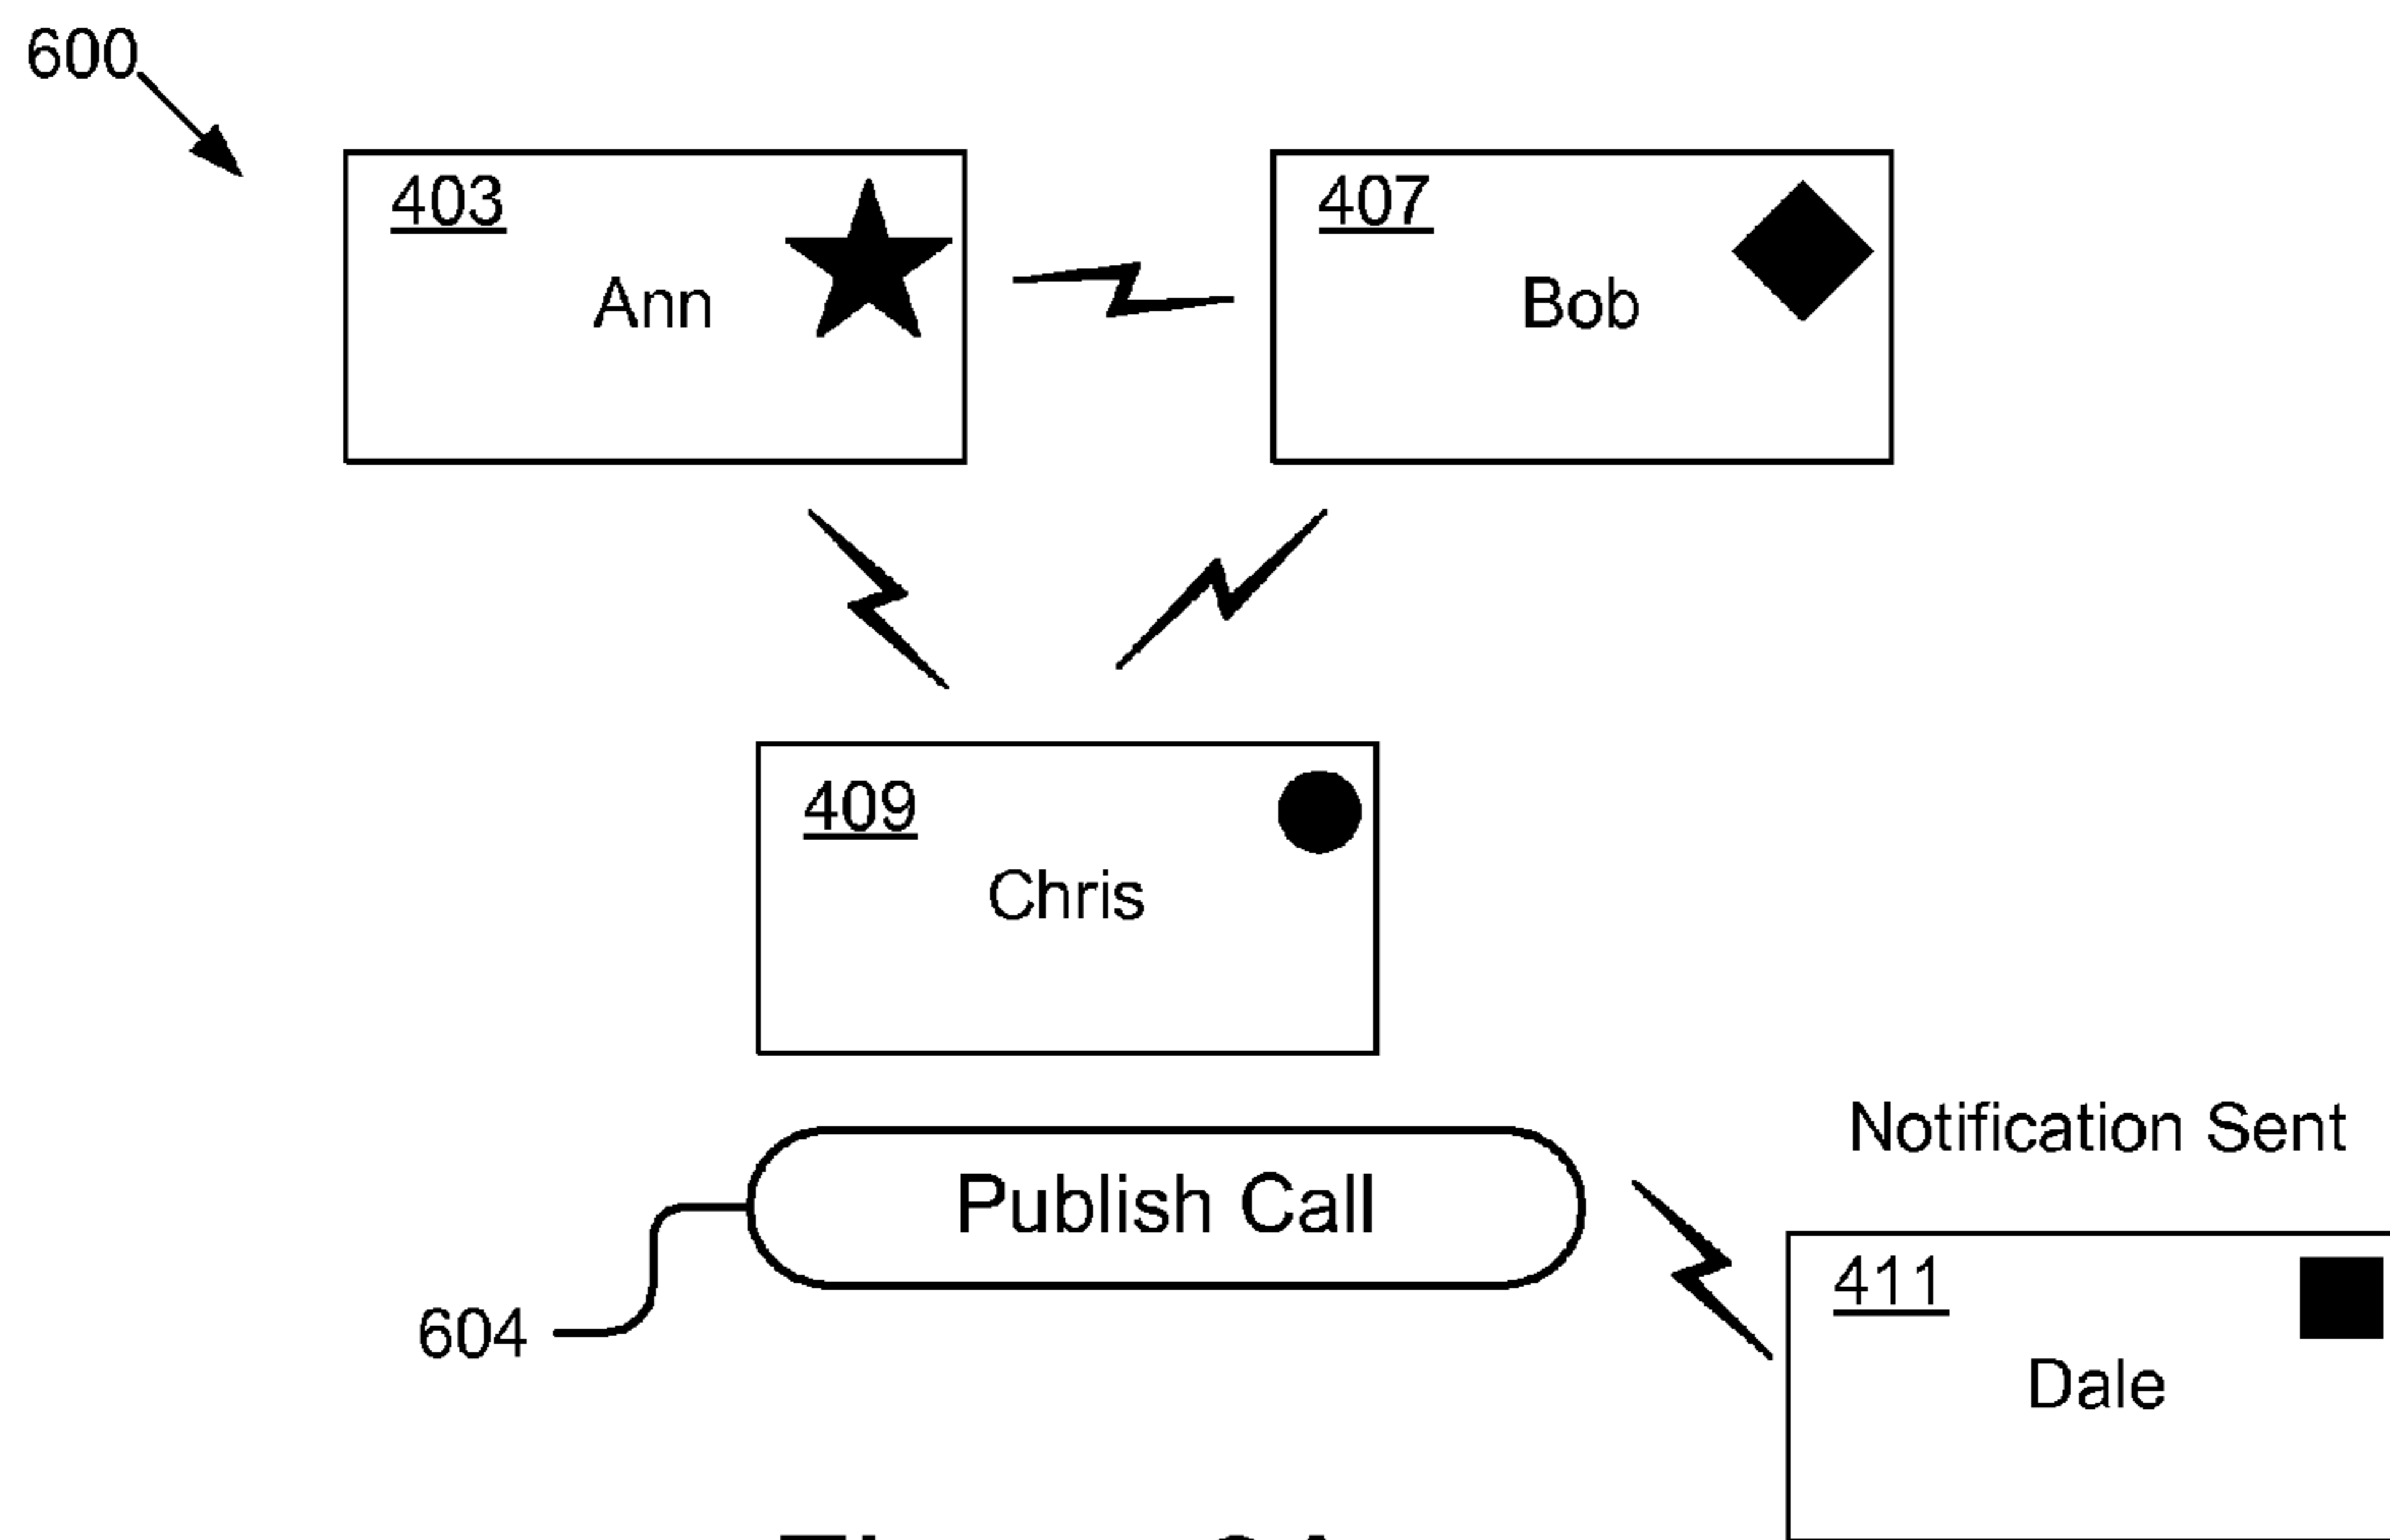 600
403
Ann
407
Bob
409
Chris
Notification Sent
Publish Call
604
411
Dale